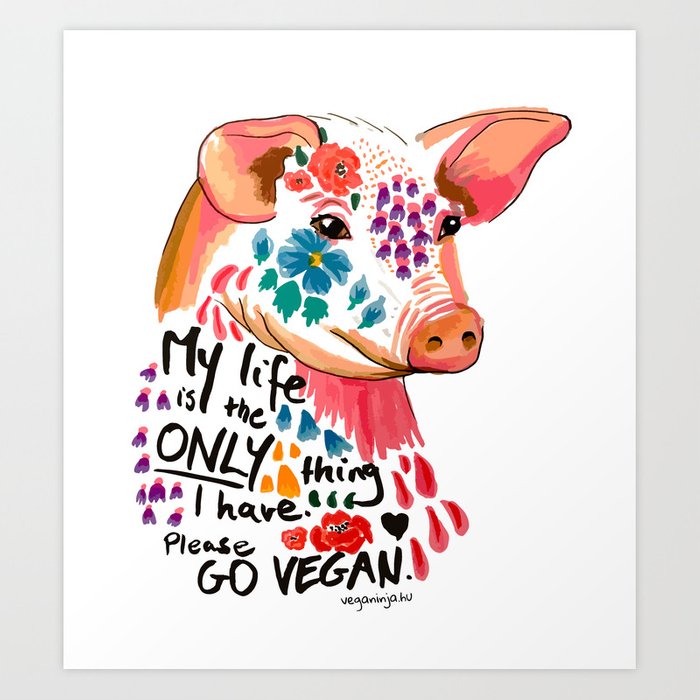 My life
is the
ONLY thing
I have.
Please
GO VEGAN.
veganinja.hu